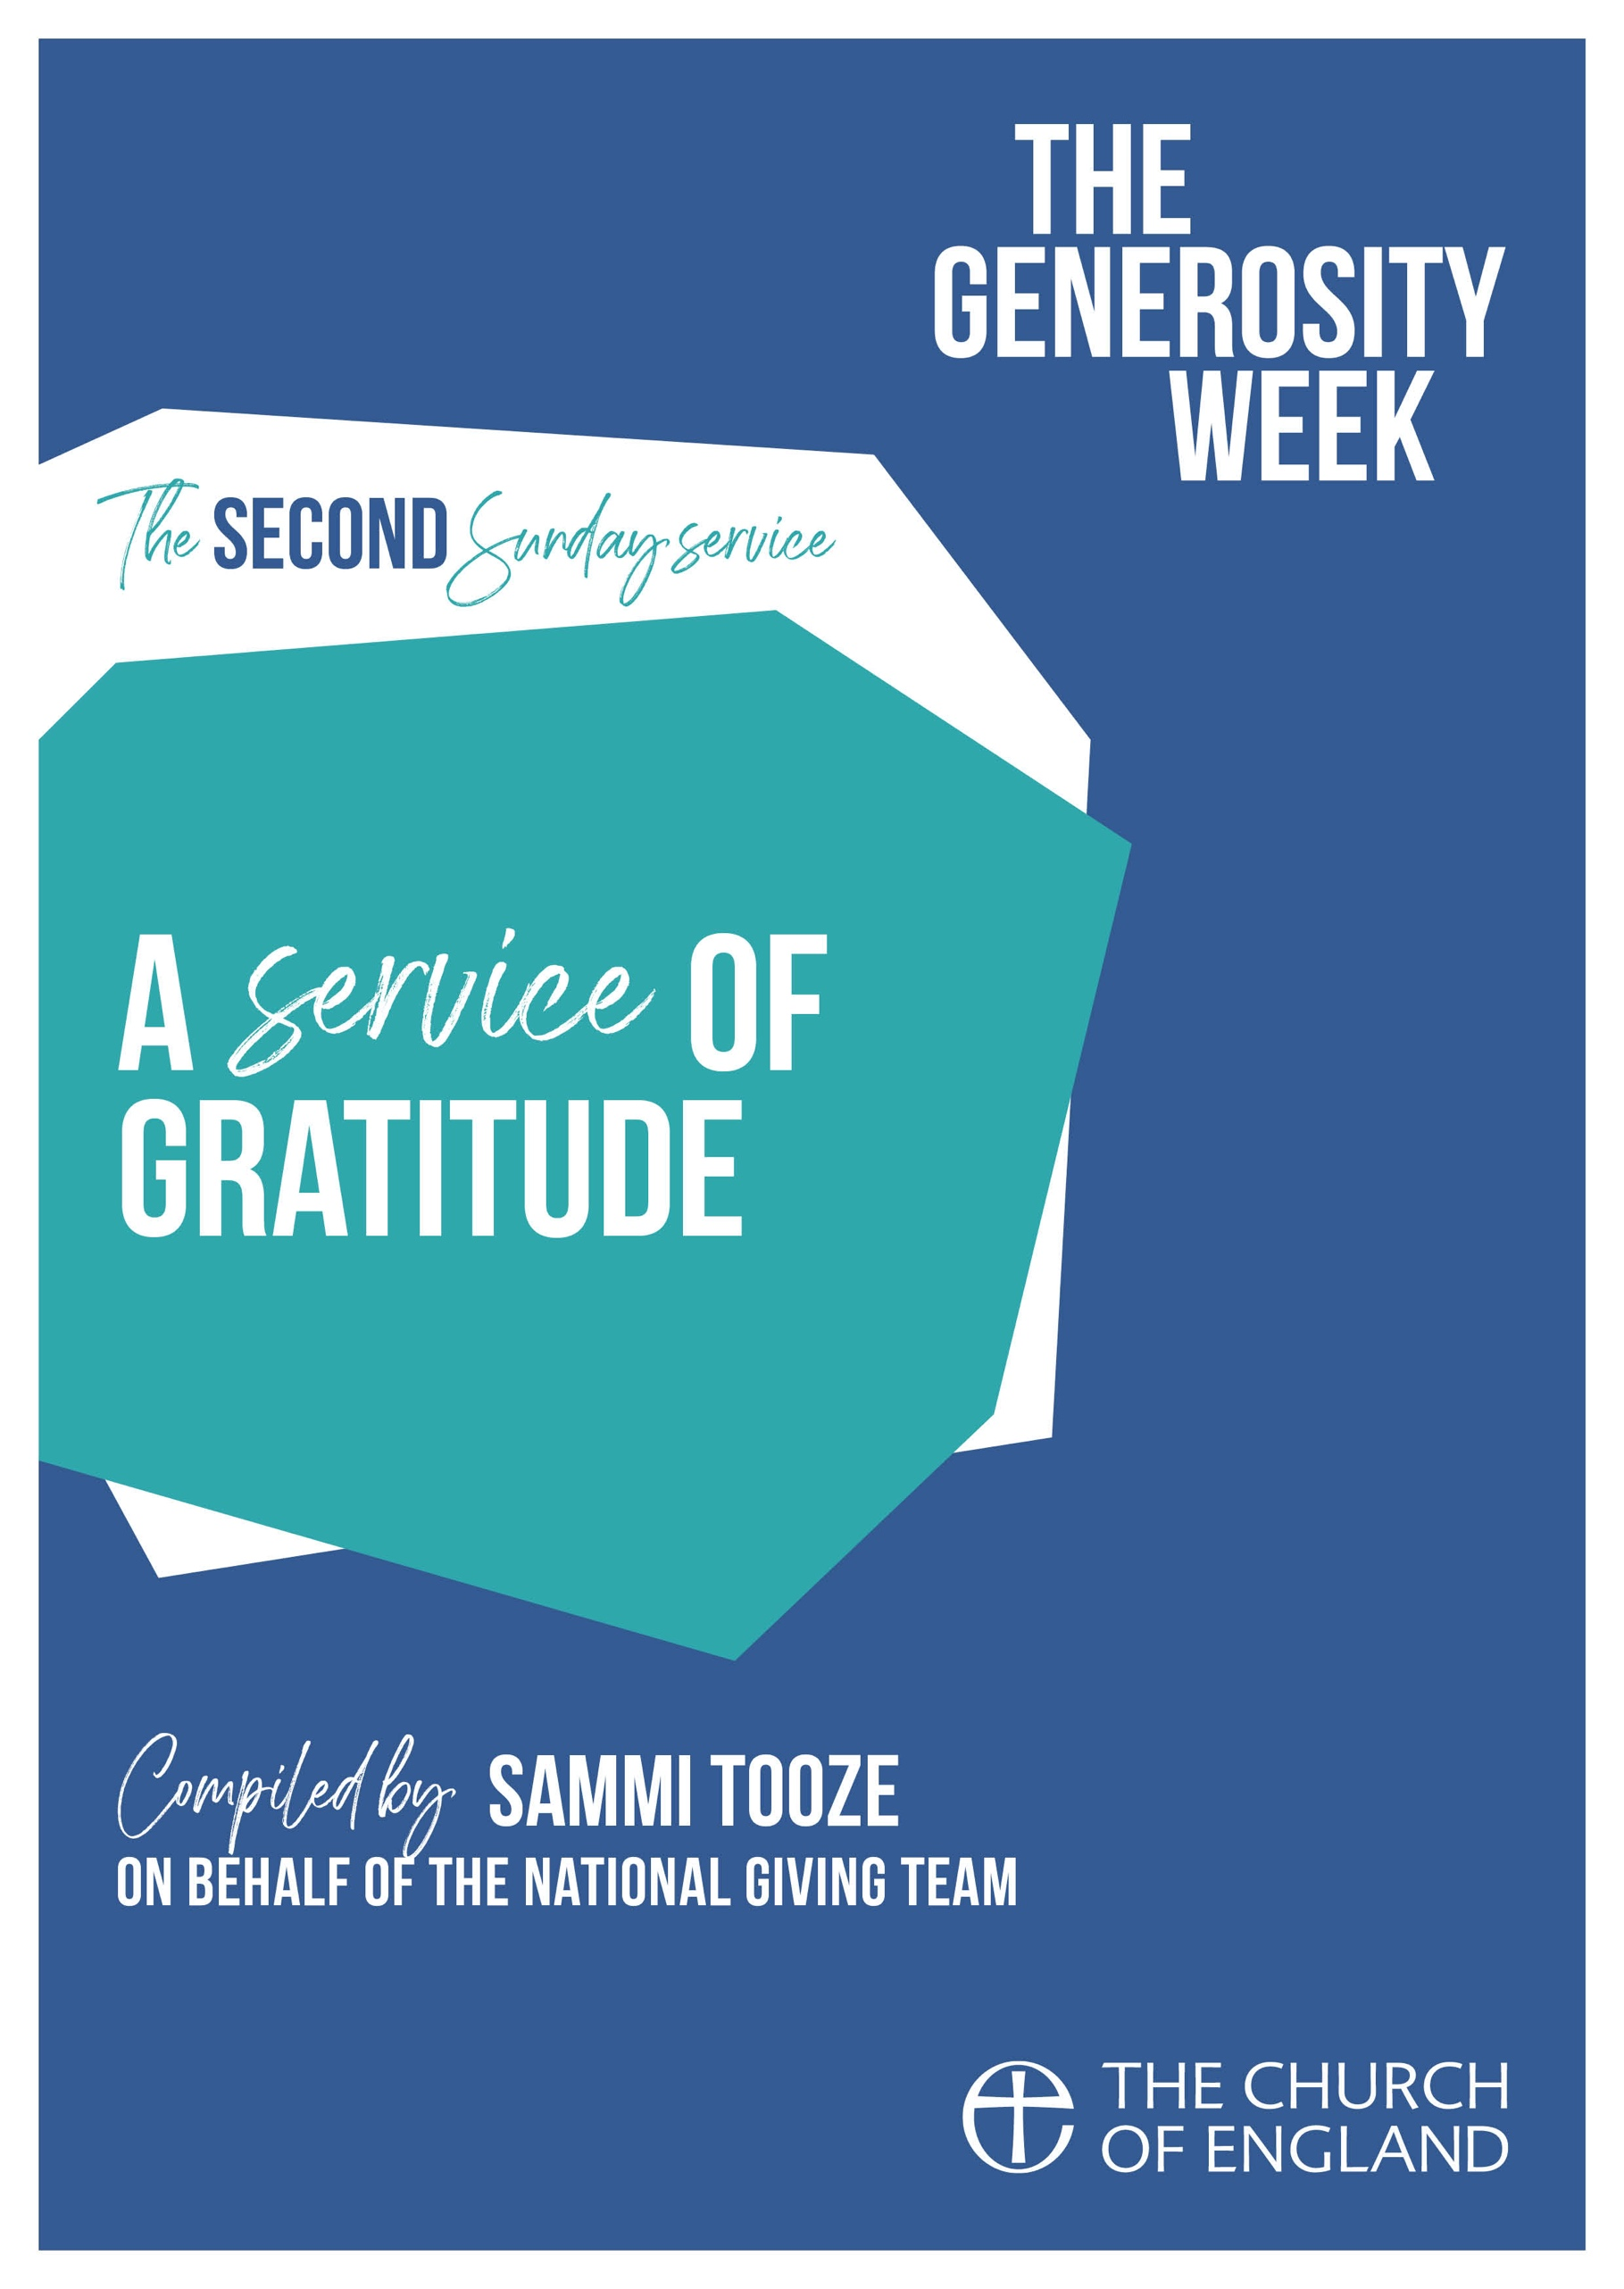 THE
GENEROSITY
WEEK
The SECOND Sunday service
A service OF
GRATITUDE
Compiled by SAMMI TOOZE
ON BEHALF OF THE NATIONAL GIVING TEAM
THE CHURCH
OF ENGLAND